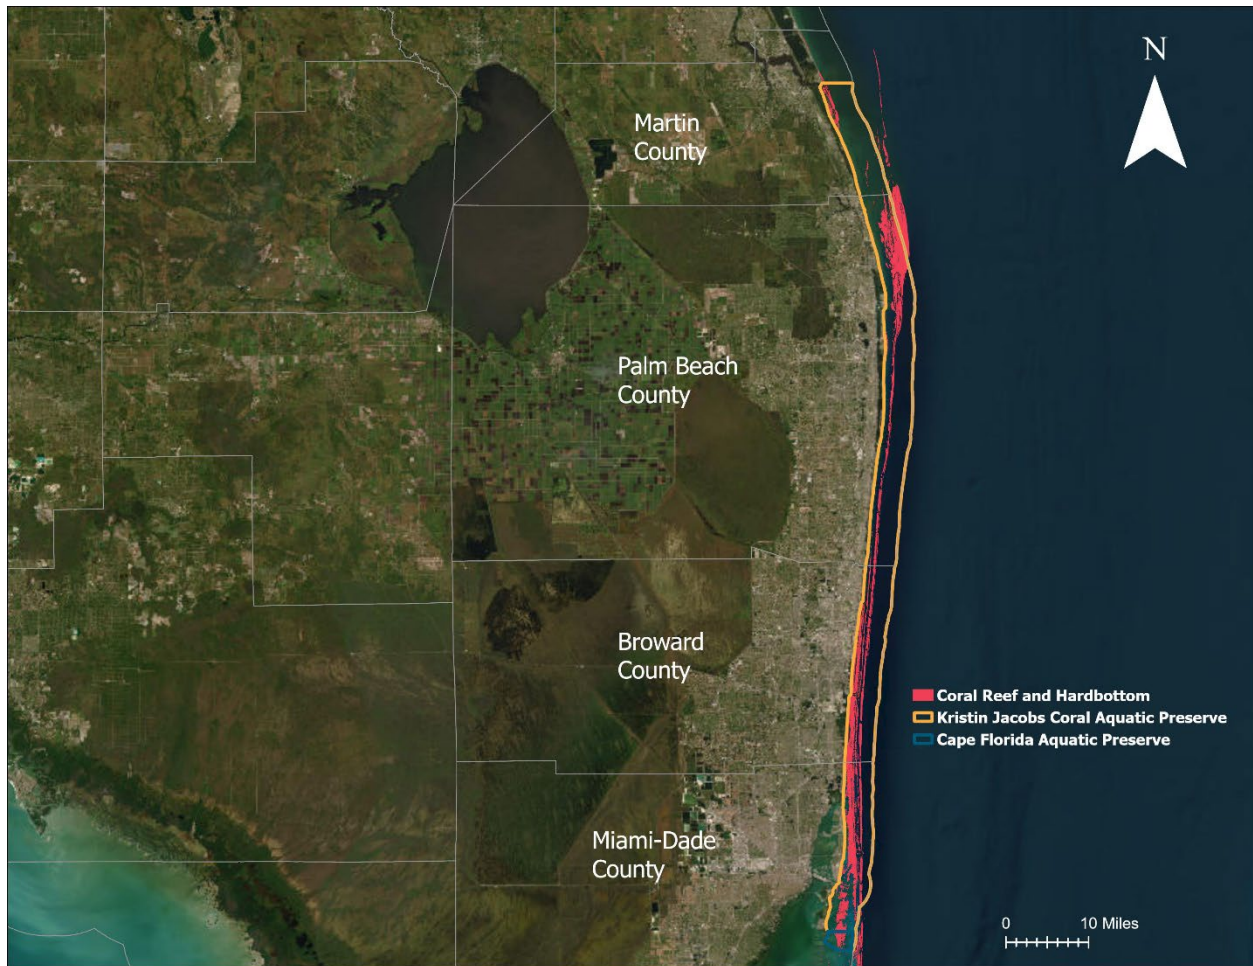 N
Martin
County
Palm Beach
County
Broward
County
Coral Reef and Hardbottom
Kristin Jacobs Coral Aquatic Preserve
Cape Florida Aquatic Preserve
Miami-Dade
County
0 10 Miles